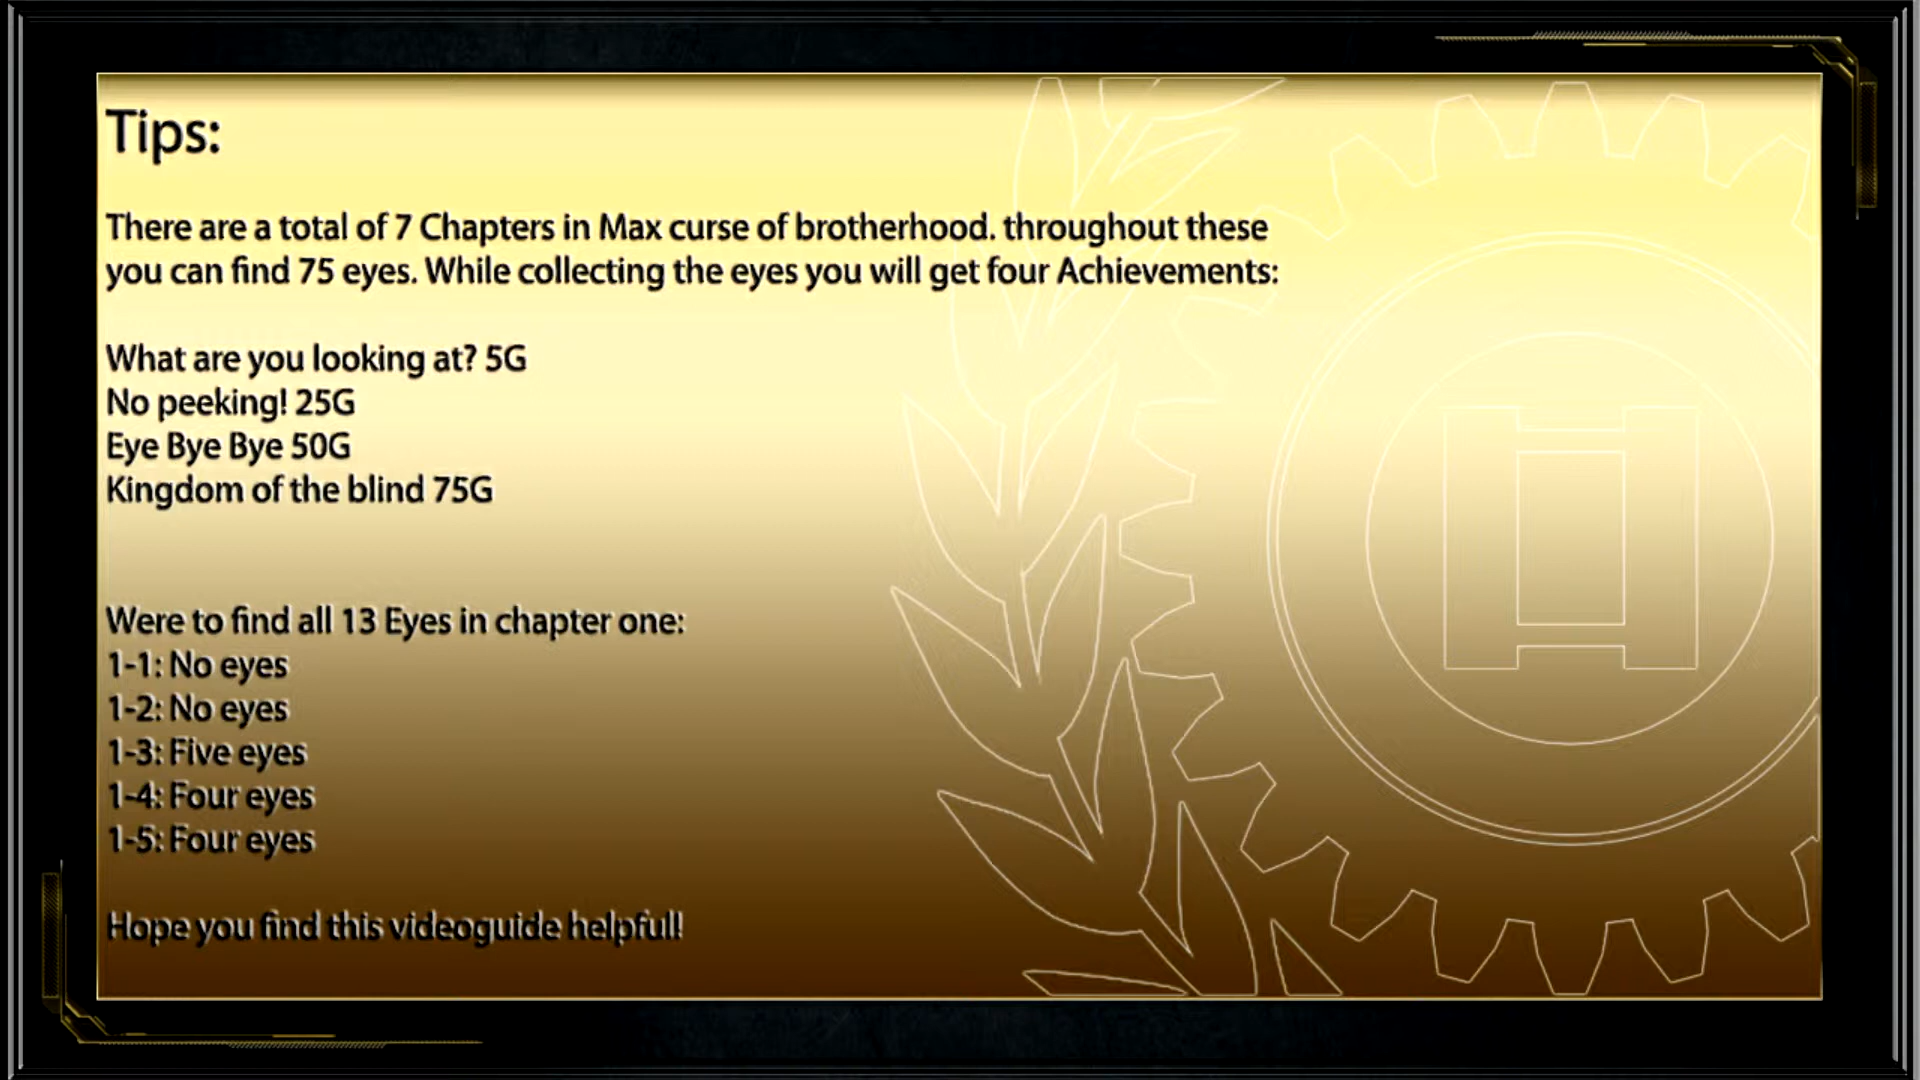 Tips:
There are a total of 7 Chapters in Max curse of brotherhood. throughout these
you can find 75 eyes. While collecting the eyes you will get four Achievements:
What are you looking at? 5G
No peeking! 25G
Eye Bye Bye 50G
Kingdom of the blind 75G
Were to find all 13 Eyes in chapter one:
1-1: No eyes
1-2: No eyes
1-3: Five eyes
1-4: Four eyes
1-5: Four eyes
Hope you find this videoguide helpful!